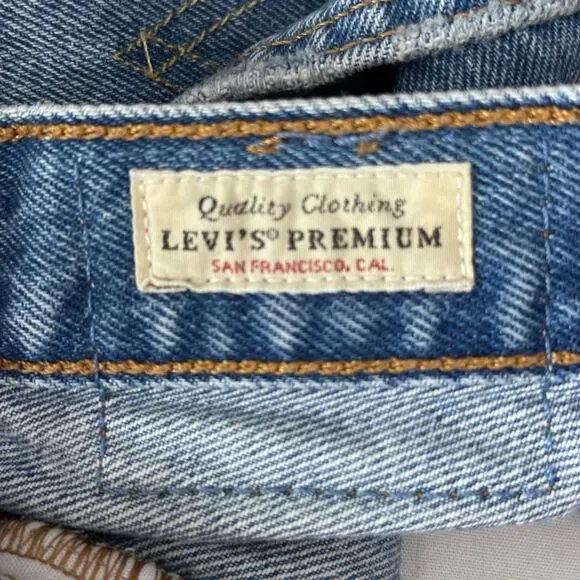 Quality Clothing
LEVI'S® PREMIUM
SAN FRANCISCO, CAL.